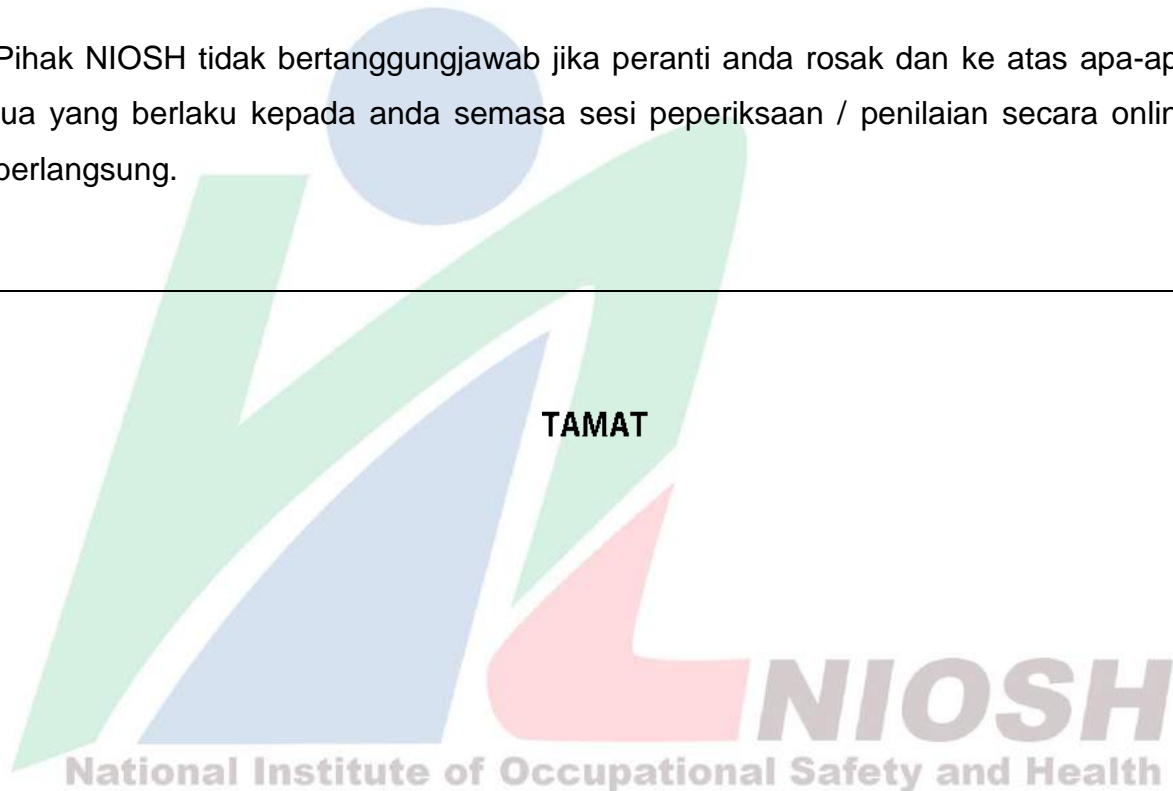 Pihak NIOSH tidak bertanggungjawab jika peranti anda rosak dan ke atas apa-ap
ua yang berlaku kepada anda semasa sesi peperiksaan / penilaian secara onlin
berlangsung.
TAMAT
NIOSH
National Institute of Occupational Safety and Health